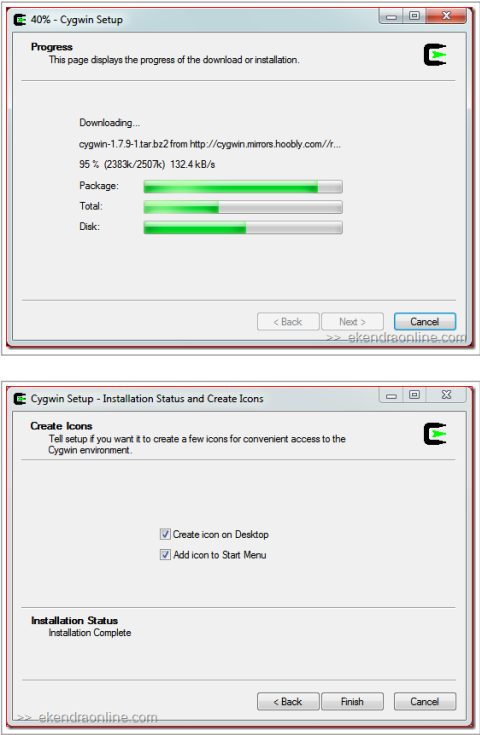 40% - Cygwin Setup
Progress
This page displays the progress of the download or installation.
Downloading...
cygwin-1.7.9-1.tar.bz2 from http://cygwin.mirrors.hoobly.com//r...
95 % (2383k/2507k) 132.4 kB/s
Package:
Total:
Disk:
< Back Next > Cancel
>> ekendraonline.com
Cygwin Setup - Installation Status and Create Icons
Create Icons
Tell setup if you want it to create a few icons for convenient access to the
Cygwin environment.
Create icon on Desktop
Add icon to Start Menu
Installation Status
Installation Complete
< Back Finish Cancel
>> ekendraonline.com